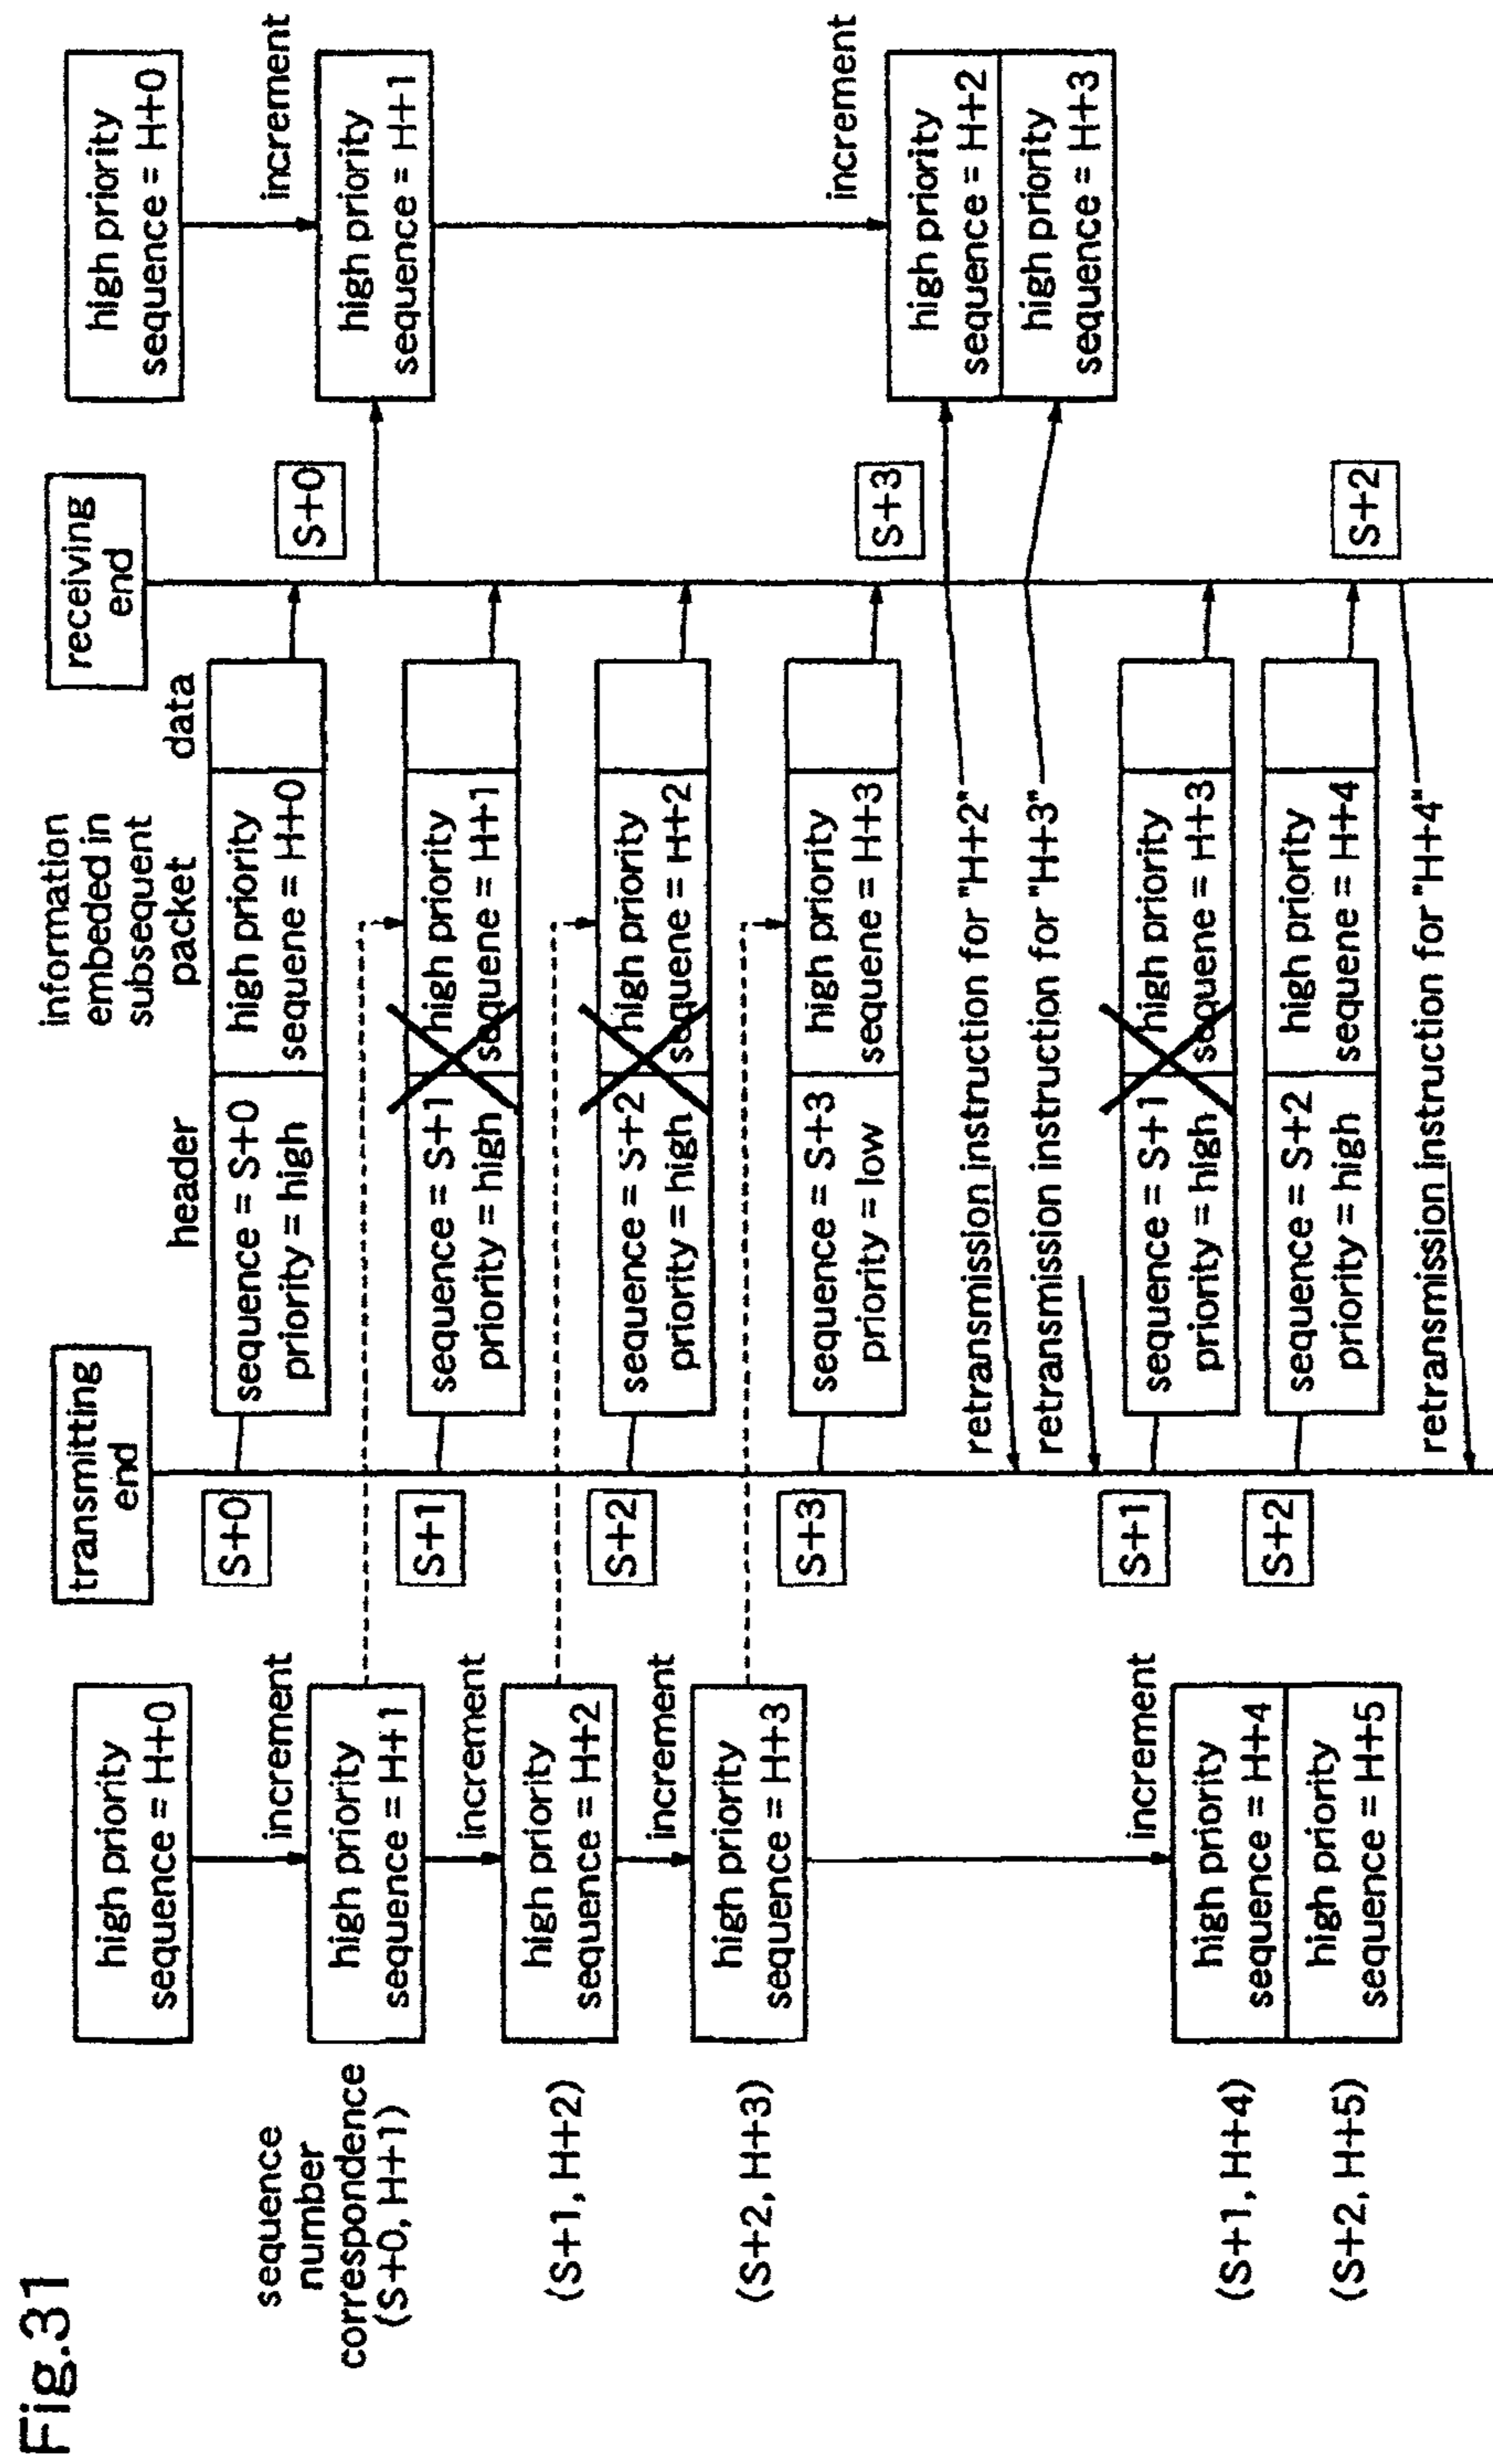 Fig.31
transmitting
end
receiving
end
header
information
embeded in
subsequent
packet
data
high priority
sequence = H+0
high priority
sequence = H+0
S+0
sequence = S+0
priority = high
high priority
sequene = H+0
S+0
sequence
number
correspondence
(S+0, H+1)
increment
high priority
sequence = H+1
increment
high priority
sequence = H+1
S+1
sequence = S+1
priority = high
high priority
sequene = H+1
(S+1, H+2)
increment
high priority
sequence = H+2
S+2
sequence = S+2
priority = high
high priority
sequene = H+2
(S+2, H+3)
increment
high priority
sequence = H+3
S+3
sequence = S+3
priority = low
high priority
sequene = H+3
S+3
increment
high priority
sequence = H+2
high priority
sequence = H+3
retransmission instruction for "H+2"
retransmission instruction for "H+3"
S+1
sequence = S+1
priority = high
high priority
sequene = H+3
(S+1, H+4)
increment
high priority
sequence = H+4
S+2
sequence = S+2
priority = high
high priority
sequene = H+4
S+2
(S+2, H+5)
high priority
sequence = H+5
retransmission instruction for "H+4"